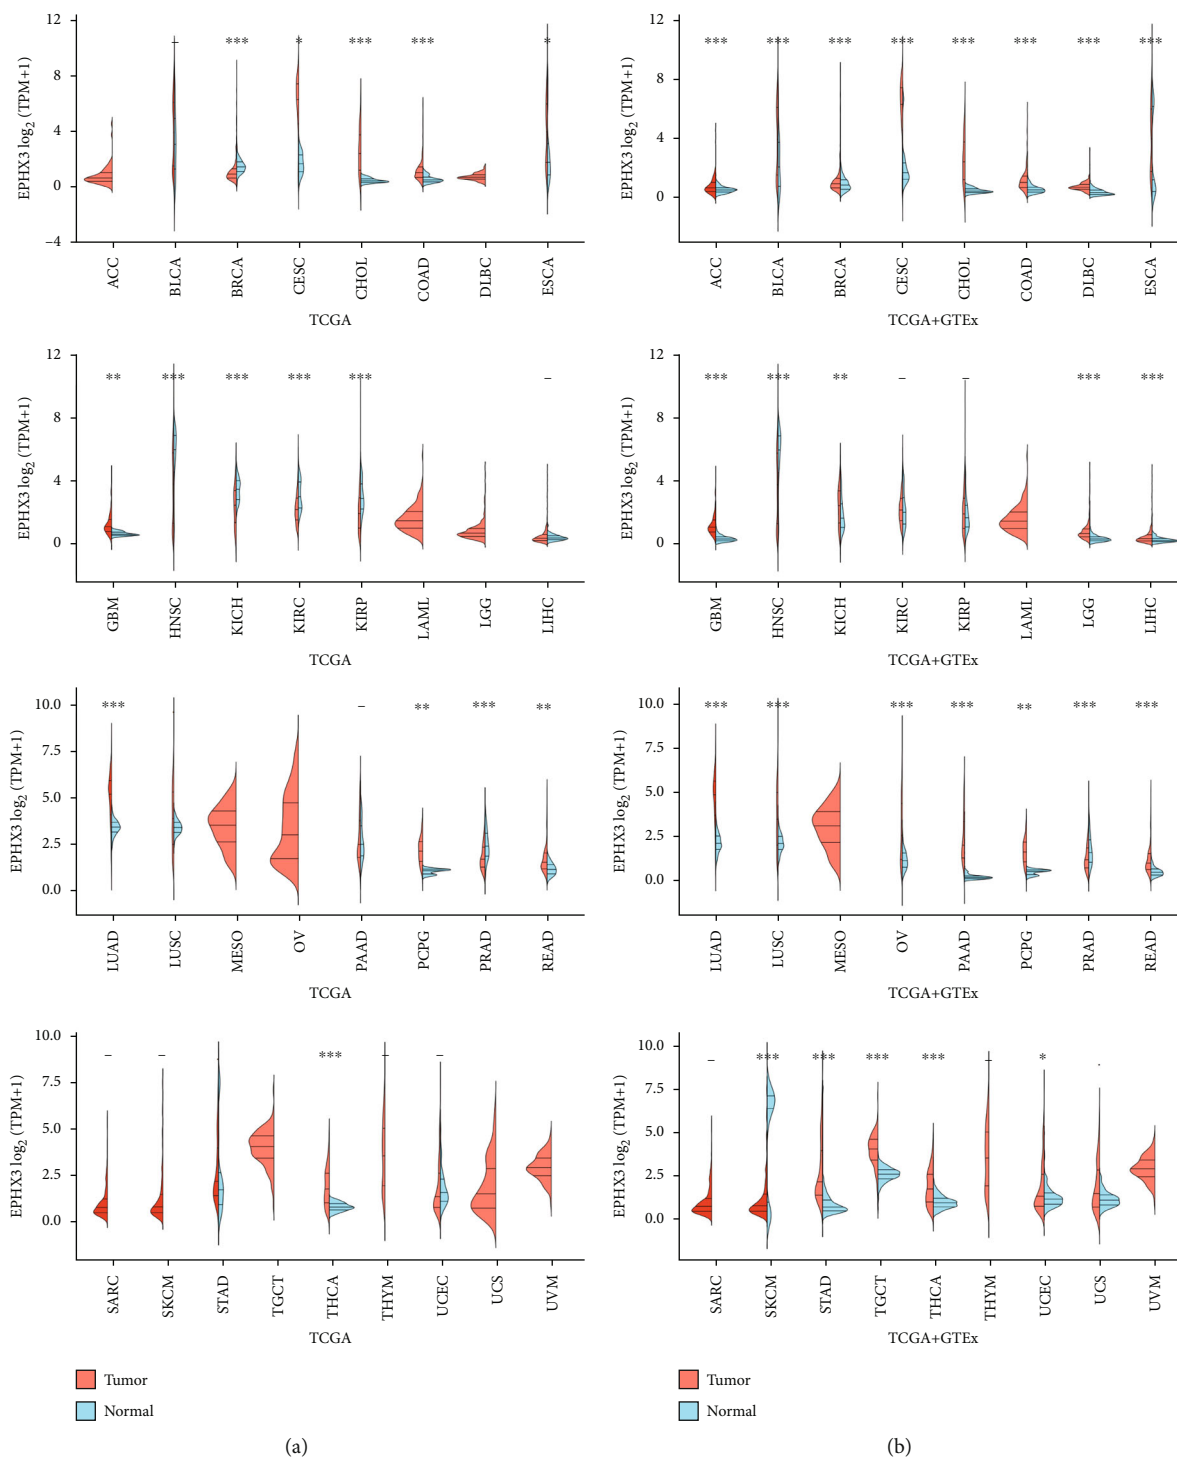 12
8
4
0
−4
EPHX3 log2 (TPM+1)
– *** * *** *** *
ACC BLCA BRCA CESC CHOL COAD DLBC ESCA
TCGA
12
8
4
0
EPHX3 log2 (TPM+1)
*** *** *** *** *** *** *** ***
ACC BLCA BRCA CESC CHOL COAD DLBC ESCA
TCGA+GTEx
12
8
4
0
EPHX3 log2 (TPM+1)
** *** *** *** *** –
GBM HNSC KICH KIRC KIRP LAML LGG LIHC
TCGA
12
8
4
0
EPHX3 log2 (TPM+1)
*** *** ** – – *** ***
GBM HNSC KICH KIRC KIRP LAML LGG LIHC
TCGA+GTEx
10.0
7.5
5.0
2.5
0.0
EPHX3 log2 (TPM+1)
*** – ** *** **
LUAD LUSC MESO OV PAAD PCPG PRAD READ
TCGA
10.0
7.5
5.0
2.5
0.0
EPHX3 log2 (TPM+1)
*** *** *** *** ** *** ***
LUAD LUSC MESO OV PAAD PCPG PRAD READ
TCGA+GTEx
10.0
7.5
5.0
2.5
0.0
EPHX3 log2 (TPM+1)
– – *** – –
SARC SKCM STAD TGCT THCA THYM UCEC UCS UVM
TCGA
10.0
7.5
5.0
2.5
0.0
EPHX3 log2 (TPM+1)
– *** *** *** *** – *
SARC SKCM STAD TGCT THCA THYM UCEC UCS UVM
TCGA+GTEx
Tumor
Normal
(a)
Tumor
Normal
(b)